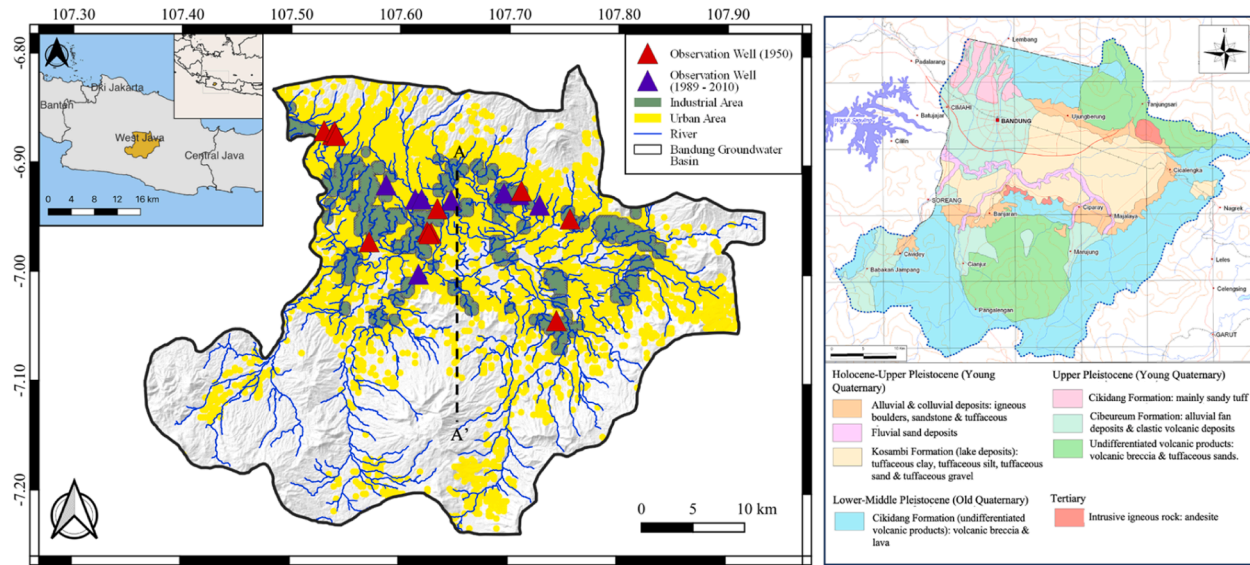 107.30
107.40
107.50
107.60
107.70
107.80
107.90
-6.80
-6.90
-7.00
-7.10
-7.20
Dki Jakarta
Bantan
West Java
Central Java
0 4 8 12 16 km
Observation Well (1950)
Observation Well
(1989 - 2010)
Industrial Area
Urban Area
River
Bandung Groundwater
Basin
A
A'
0 5 10 km
Lembang
Padalarang
CIMAHI
Batujajar
Cililin
BANDUNG
Ujungberung
Tanjungsari
Cicalengka
SOREANG
Banjaran
Ciparay
Majalaya
Nagrek
Ciwidey
Cianjur
Babakan Jampang
Leles
Pangalengan
GARUT
Holocene-Upper Pleistocene (Young
Quaternary)
Alluvial & colluvial deposits: igneous
boulders, sandstone & tuffaceous
Fluvial sand deposits
Kosambi Formation (lake deposits):
tuffaceous clay, tuffaceous silt, tuffaceous
sand & tuffaceous gravel
Lower-Middle Pleistocene (Old Quaternary)
Cikidang Formation (undifferentiated
volcanic products): volcanic breccia &
lava
Upper Pleistocene (Young Quaternary)
Cikidang Formation: mainly sandy tuff
Cibeureum Formation: alluvial fan
deposits & clastic volcanic deposits
Undifferentiated volcanic products:
volcanic breccia & tuffaceous sands.
Tertiary
Intrusive igneous rock: andesite